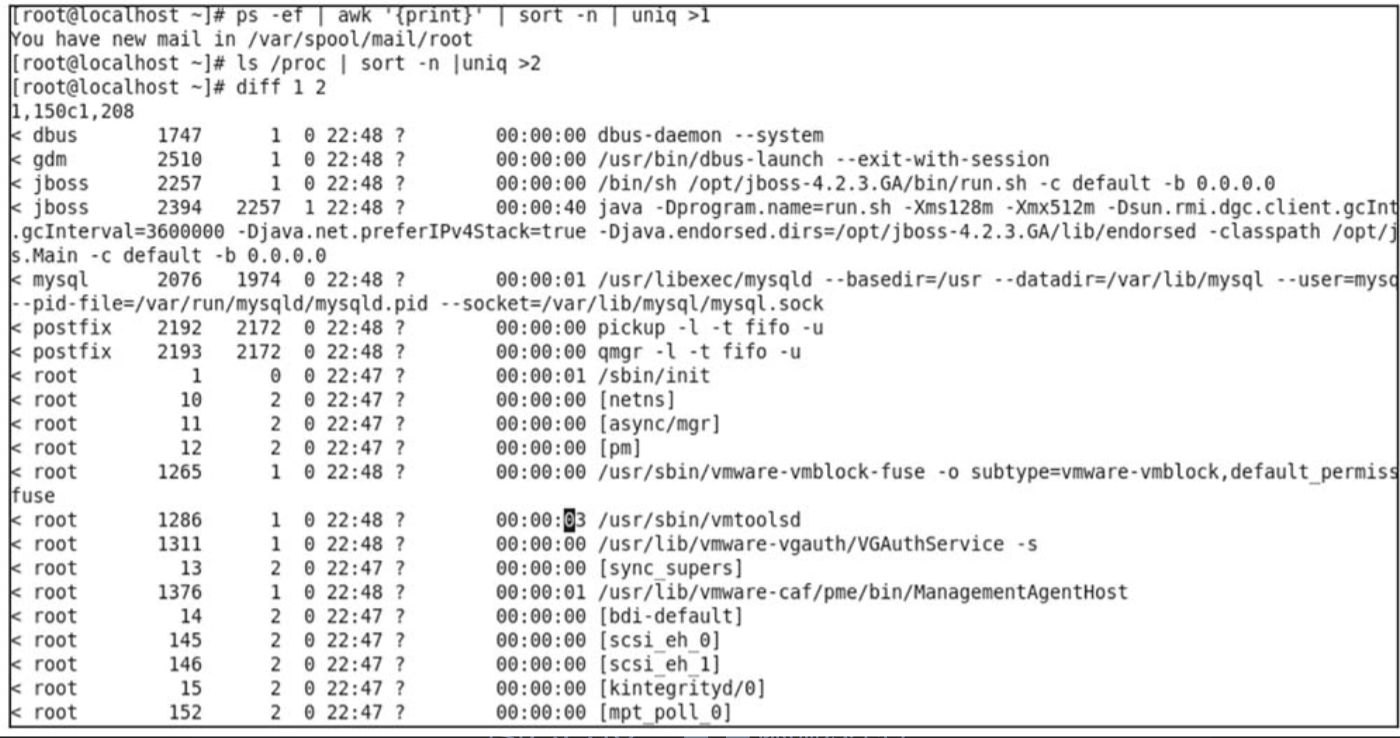 [root@localhost ~]# ps -ef | awk '{print}' | sort -n | uniq >1
You have new mail in /var/spool/mail/root
[root@localhost ~]# ls /proc | sort -n |uniq >2
[root@localhost ~]# diff 1 2
1,150c1,208
< dbus      1747     1  0 22:48 ?        00:00:00 dbus-daemon --system
< gdm       2510     1  0 22:48 ?        00:00:00 /usr/bin/dbus-launch --exit-with-session
< jboss     2257     1  0 22:48 ?        00:00:00 /bin/sh /opt/jboss-4.2.3.GA/bin/run.sh -c default -b 0.0.0.0
< jboss     2394  2257  1 22:48 ?        00:00:40 java -Dprogram.name=run.sh -Xms128m -Xmx512m -Dsun.rmi.dgc.client.gcInt
.gcInterval=3600000 -Djava.net.preferIPv4Stack=true -Djava.endorsed.dirs=/opt/jboss-4.2.3.GA/lib/endorsed -classpath /opt/j
s.Main -c default -b 0.0.0.0
< mysql     2076  1974  0 22:48 ?        00:00:01 /usr/libexec/mysqld --basedir=/usr --datadir=/var/lib/mysql --user=mysq
--pid-file=/var/run/mysqld/mysqld.pid --socket=/var/lib/mysql/mysql.sock
< postfix   2192  2172  0 22:48 ?        00:00:00 pickup -l -t fifo -u
< postfix   2193  2172  0 22:48 ?        00:00:00 qmgr -l -t fifo -u
< root         1     0  0 22:47 ?        00:00:01 /sbin/init
< root        10     2  0 22:47 ?        00:00:00 [netns]
< root        11     2  0 22:47 ?        00:00:00 [async/mgr]
< root        12     2  0 22:47 ?        00:00:00 [pm]
< root      1265     1  0 22:48 ?        00:00:00 /usr/sbin/vmware-vmblock-fuse -o subtype=vmware-vmblock,default_permiss
fuse
< root      1286     1  0 22:48 ?        00:00:03 /usr/sbin/vmtoolsd
< root      1311     1  0 22:48 ?        00:00:00 /usr/lib/vmware-vgauth/VGAuthService -s
< root        13     2  0 22:47 ?        00:00:00 [sync_supers]
< root      1376     1  0 22:48 ?        00:00:01 /usr/lib/vmware-caf/pme/bin/ManagementAgentHost
< root        14     2  0 22:47 ?        00:00:00 [bdi-default]
< root       145     2  0 22:47 ?        00:00:00 [scsi_eh_0]
< root       146     2  0 22:47 ?        00:00:00 [scsi_eh_1]
< root        15     2  0 22:47 ?        00:00:00 [kintegrityd/0]
< root       152     2  0 22:47 ?        00:00:00 [mpt_poll_0]